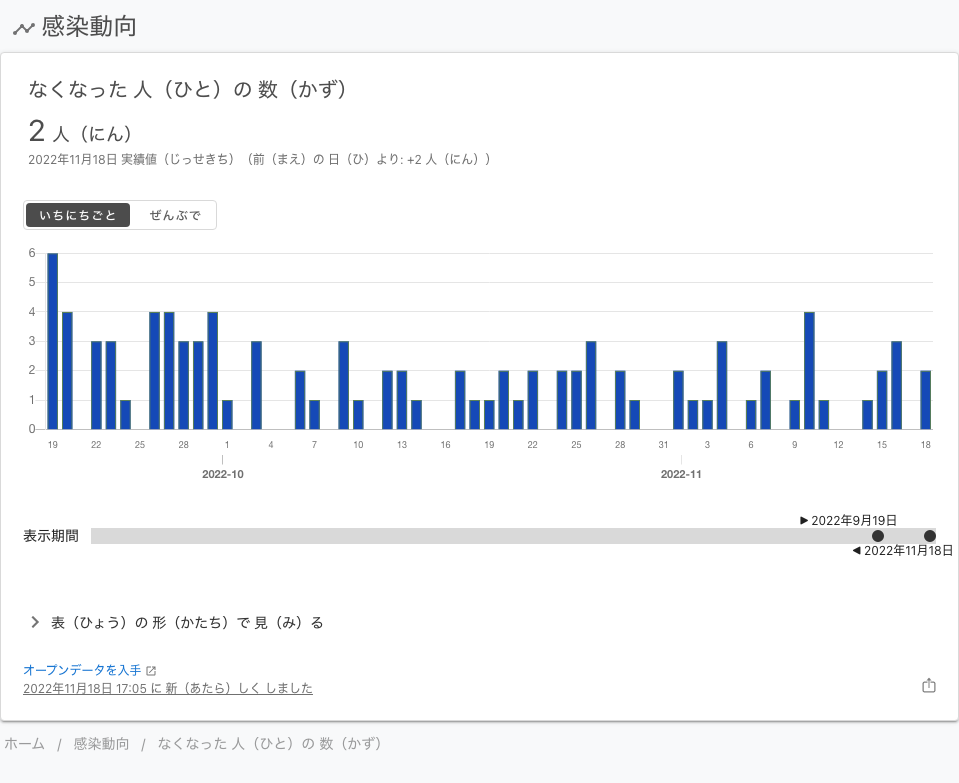 感染動向
なくなった 人（ひと）の 数（かず）
2 人（にん）
2022年11月18日 実績値（じっせきち）（前（まえ）の 日（ひ）より: +2 人（にん））
いちにちごと ぜんぶで
6
5
4
3
2
1
0
19 22 25 28 1 4 7 10 13 16 19 22 25 28 31 3 6 9 12 15 18
2022-10 2022-11
▶ 2022年9月19日
表示期間
◀ 2022年11月18日
表（ひょう）の 形（かたち）で 見（み）る
オープンデータを入手
2022年11月18日 17:05 に 新（あたら）しく しました
ホーム / 感染動向 / なくなった 人（ひと）の 数（かず）